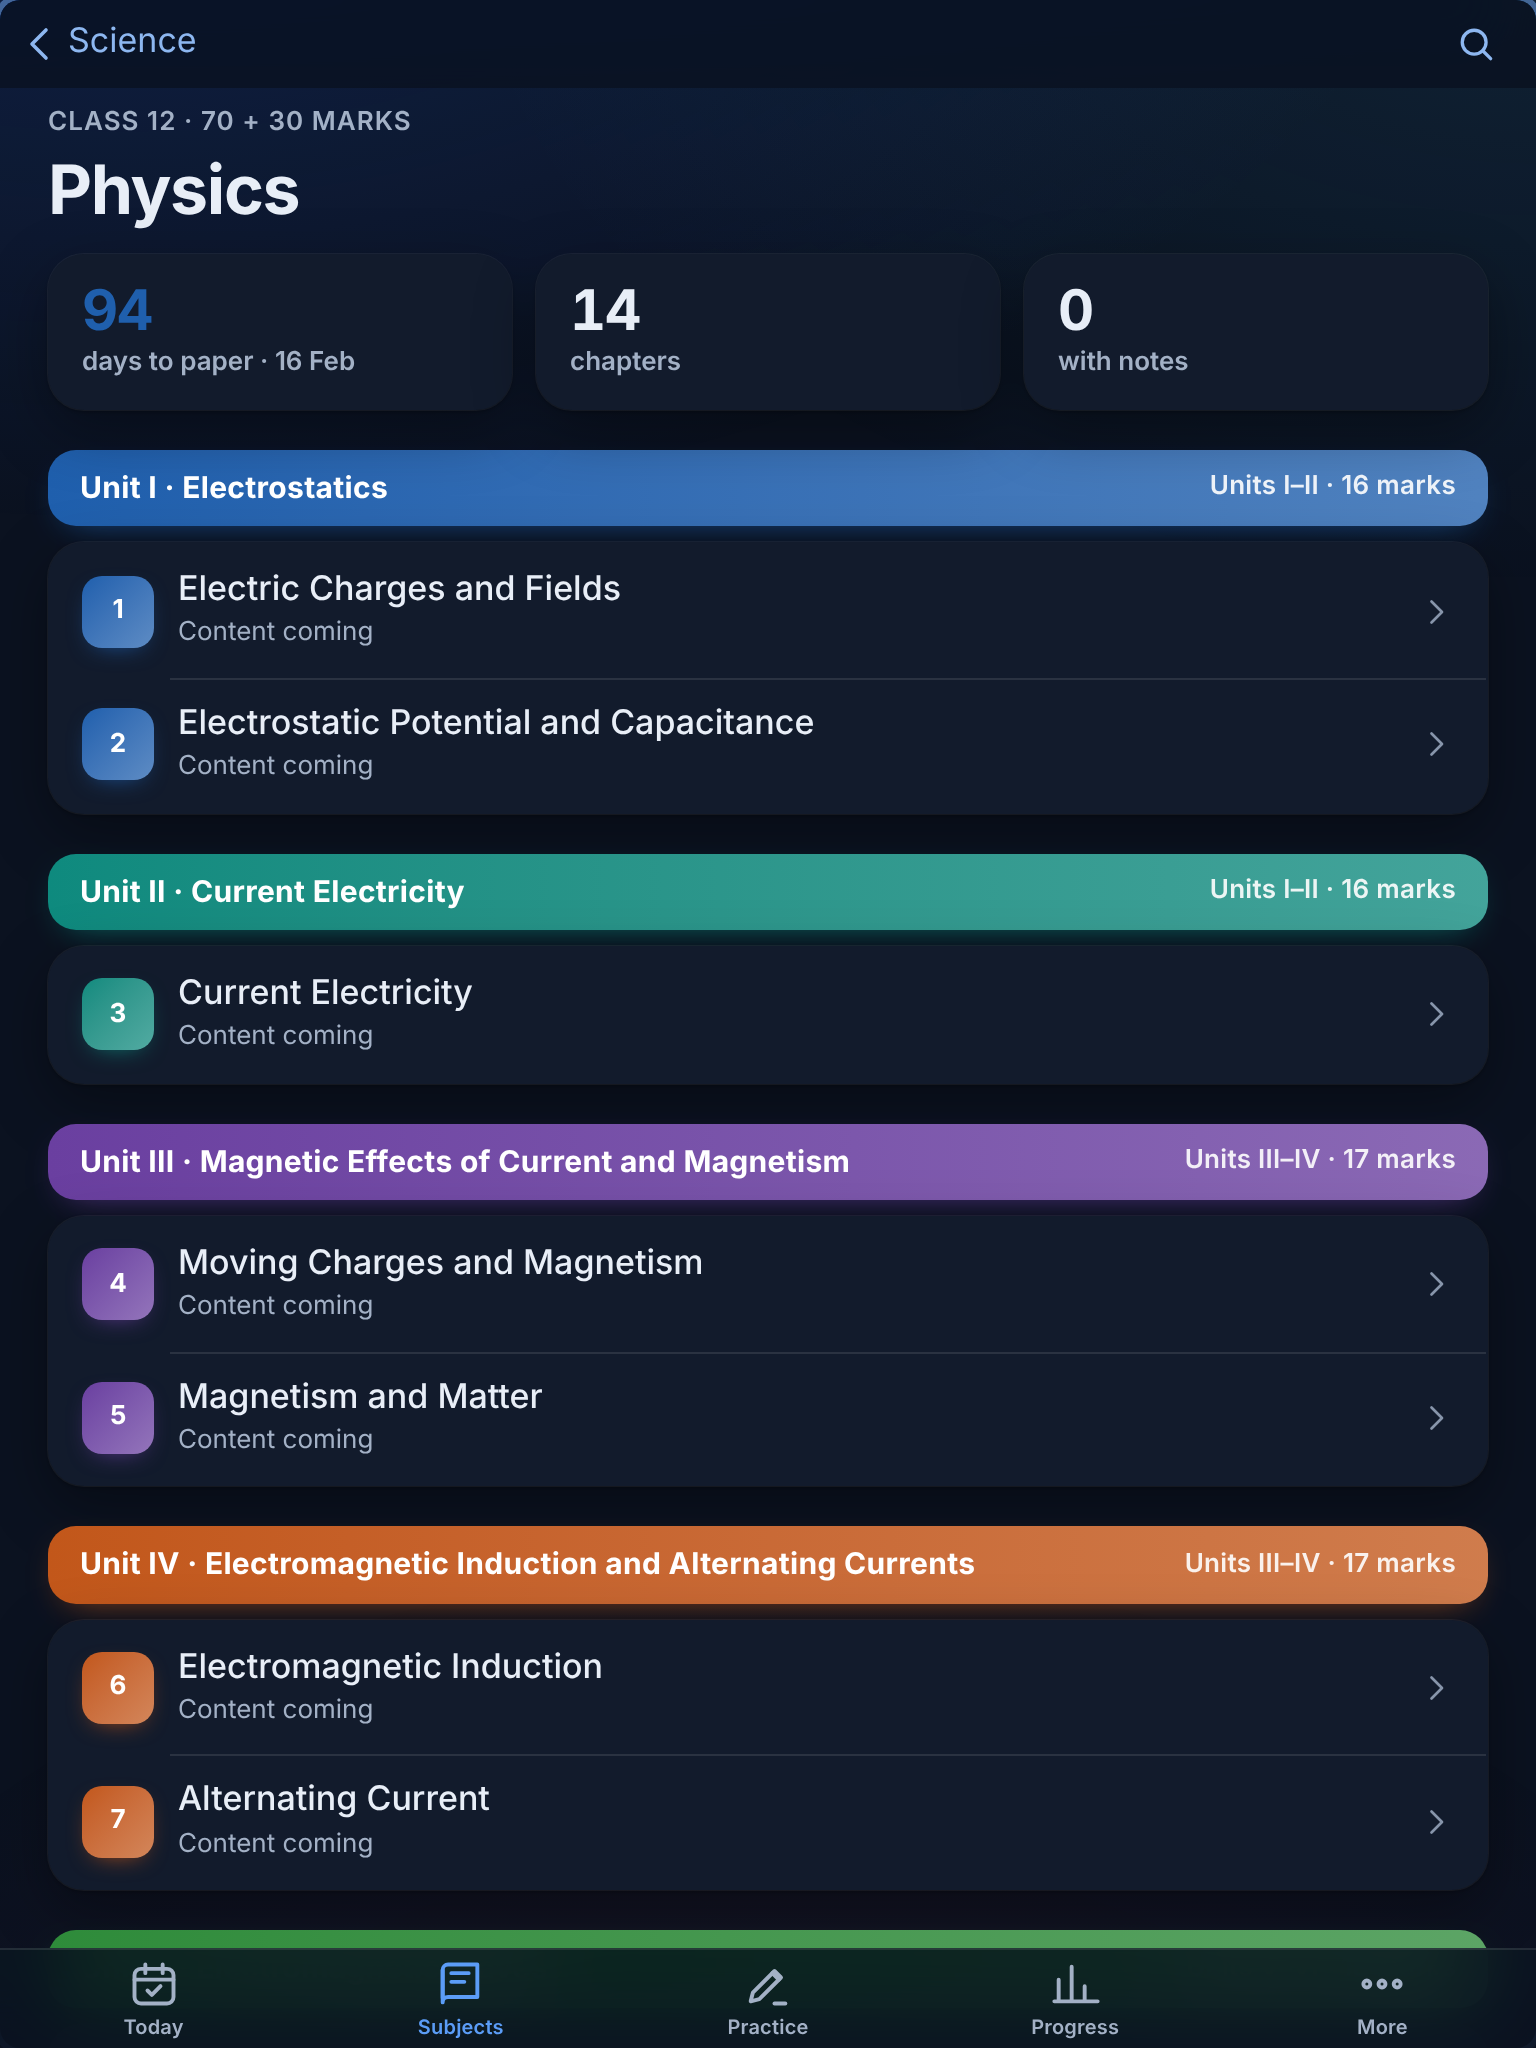 Science
CLASS 12 · 70 + 30 MARKS
Physics
94
days to paper · 16 Feb
14
chapters
0
with notes
Unit I · Electrostatics
Units I–II · 16 marks
1
Electric Charges and Fields
Content coming
2
Electrostatic Potential and Capacitance
Content coming
Unit II · Current Electricity
Units I–II · 16 marks
3
Current Electricity
Content coming
Unit III · Magnetic Effects of Current and Magnetism
Units III–IV · 17 marks
4
Moving Charges and Magnetism
Content coming
5
Magnetism and Matter
Content coming
Unit IV · Electromagnetic Induction and Alternating Currents
Units III–IV · 17 marks
6
Electromagnetic Induction
Content coming
7
Alternating Current
Content coming
Today
Subjects
Practice
Progress
More